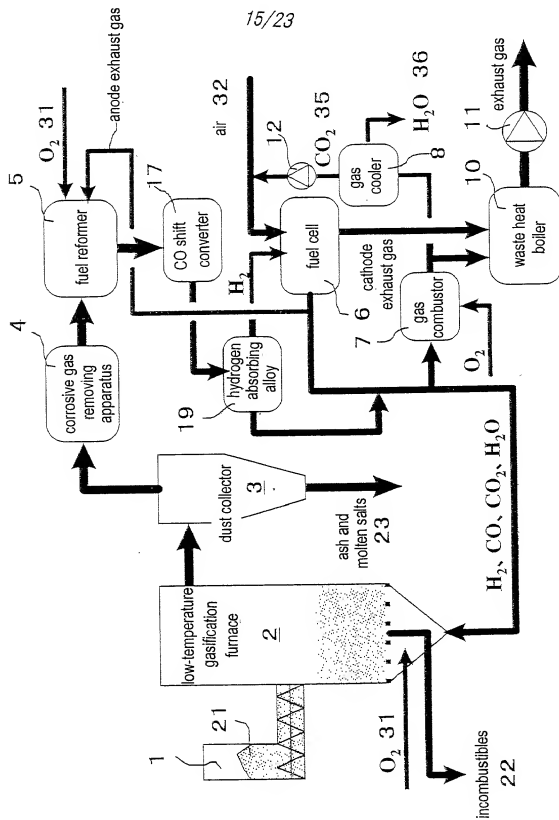 15/23
O₂ 31
anode exhaust gas
5
fuel reformer
17
CO shift
converter
4
corrosive gas
removing
apparatus
air 32
12
CO₂ 35
H₂O 36
gas
cooler
8
H₂
fuel cell
6
cathode
exhaust gas
19
hydrogen
absorbing
alloy
7
gas
combustor
O₂
10
waste heat
boiler
11
exhaust gas
dust collector
3
ash and
molten salts
23
low-temperature
gasification
furnace
2
1
21
O₂ 31
incombustibles
22
H₂、CO、CO₂、H₂O